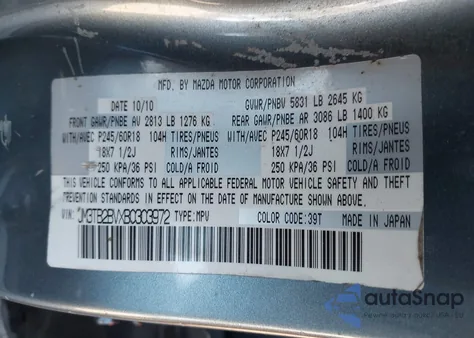 MFD. BY MAZDA MOTOR CORPORATION
DATE 10/10 GVWR/PNBV 5831 LB 2645 KG
FRONT GAWR/PNBE AV 2813 LB 1276 KG REAR GAWR/PNBE AR 3086 LB 1400 KG
WITH/AVEC P245/60R18 104H TIRES/PNEUS WITH/AVEC P245/60R18 104H TIRES/PNEUS
18X7 1/2J RIMS/JANTES 18X7 1/2J RIMS/JANTES
250 KPA/36 PSI COLD/A FROID 250 KPA/36 PSI COLD/A FROID
THIS VEHICLE CONFORMS TO ALL APPLICABLE FEDERAL MOTOR VEHICLE SAFETY AND THEFT
PREVENTION STANDARDS IN EFFECT ON THE DATE OF MANUFACTURE SHOWN ABOVE.
VIN: JM3TB2BVXB0303972 TYPE: MPV COLOR CODE: 39T MADE IN JAPAN
autoSnap